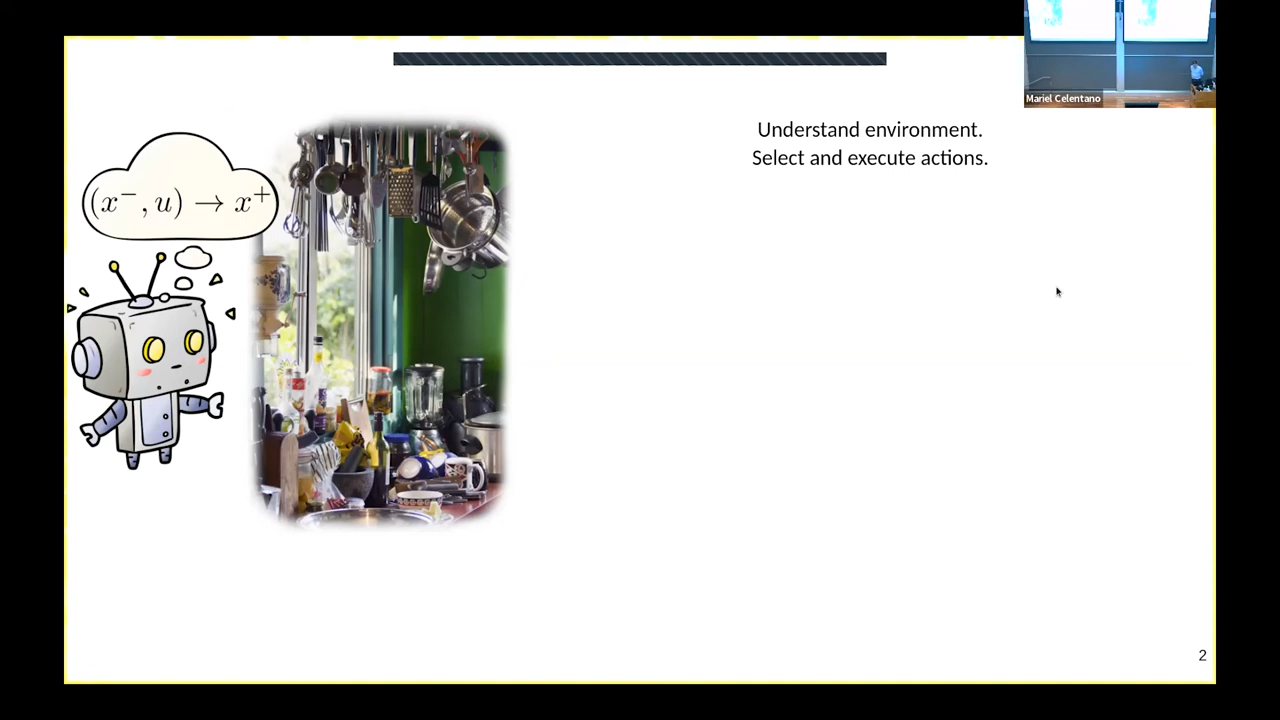 Mariel Celentano
Understand environment.
Select and execute actions.
(x⁻, u) → x⁺
2